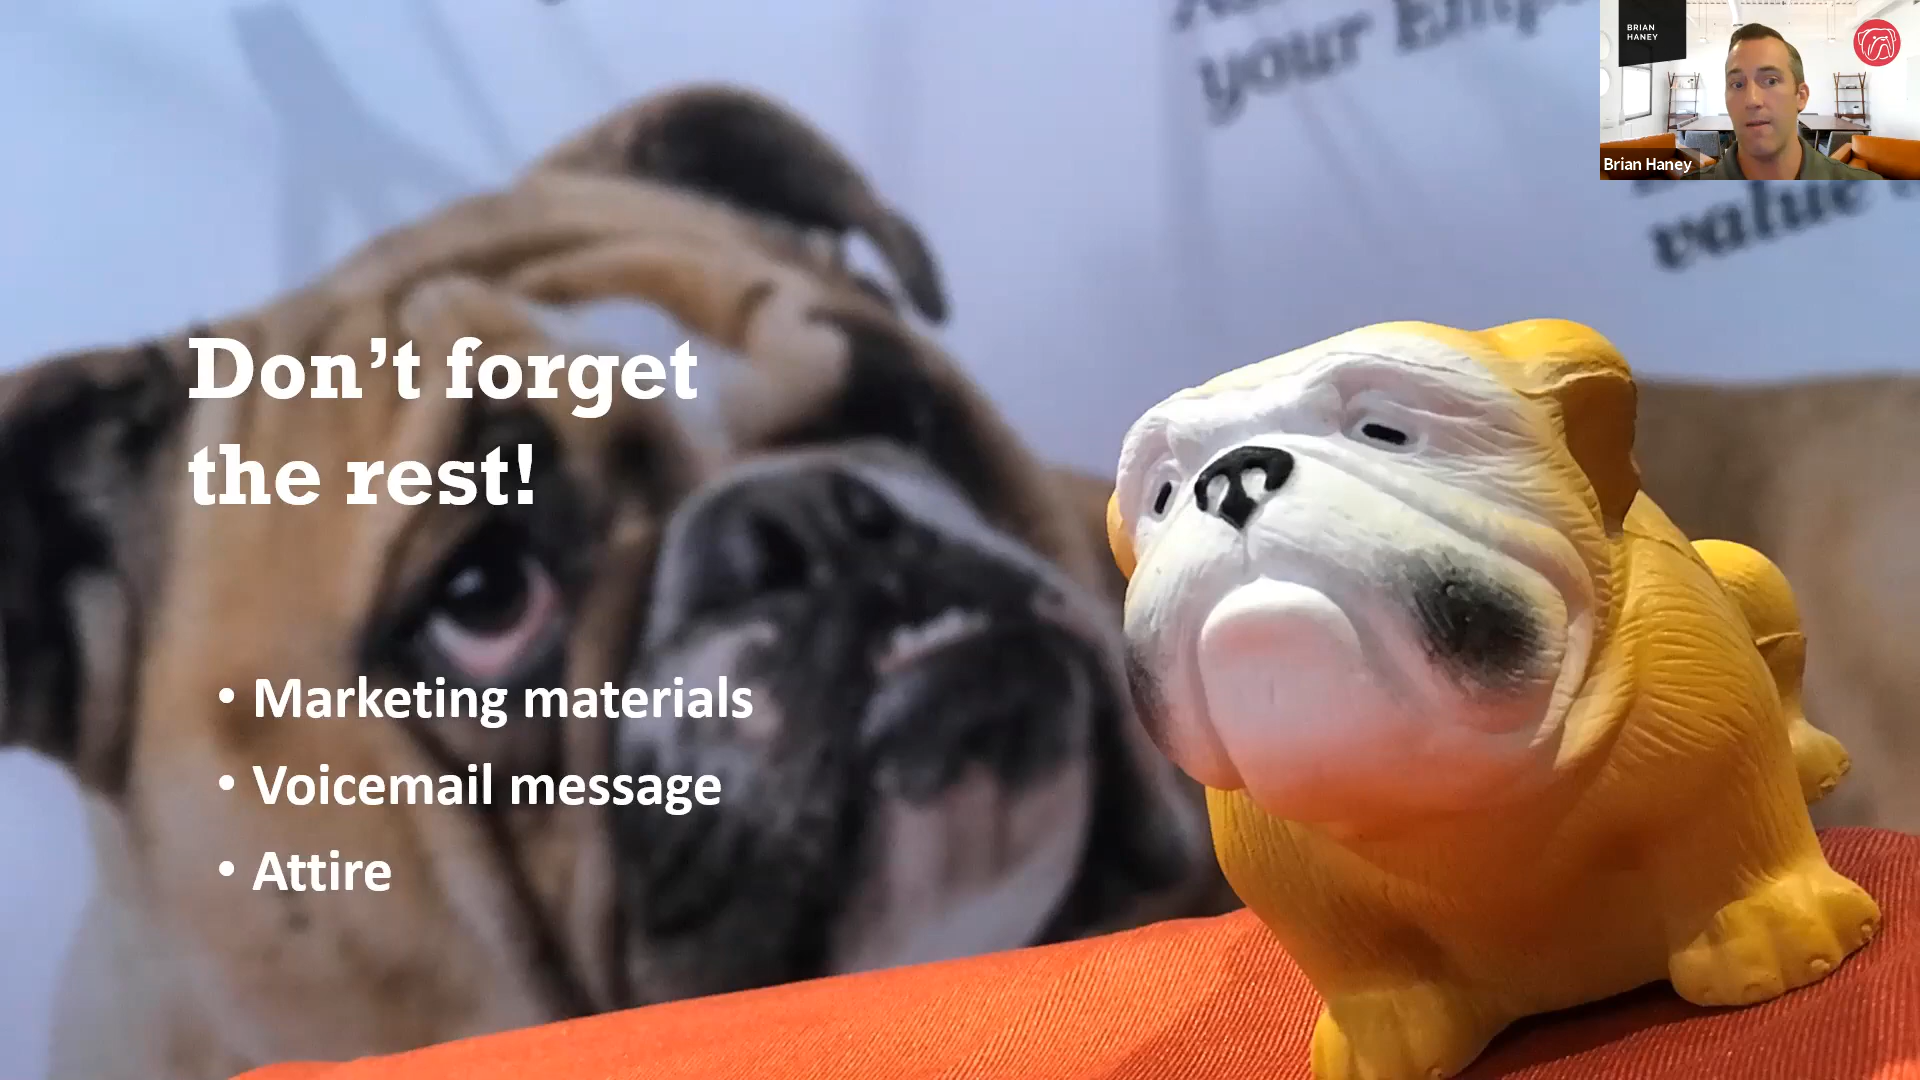 your
BRIAN
HANEY
Brian Haney
value
Don’t forget
the rest!
• Marketing materials
• Voicemail message
• Attire